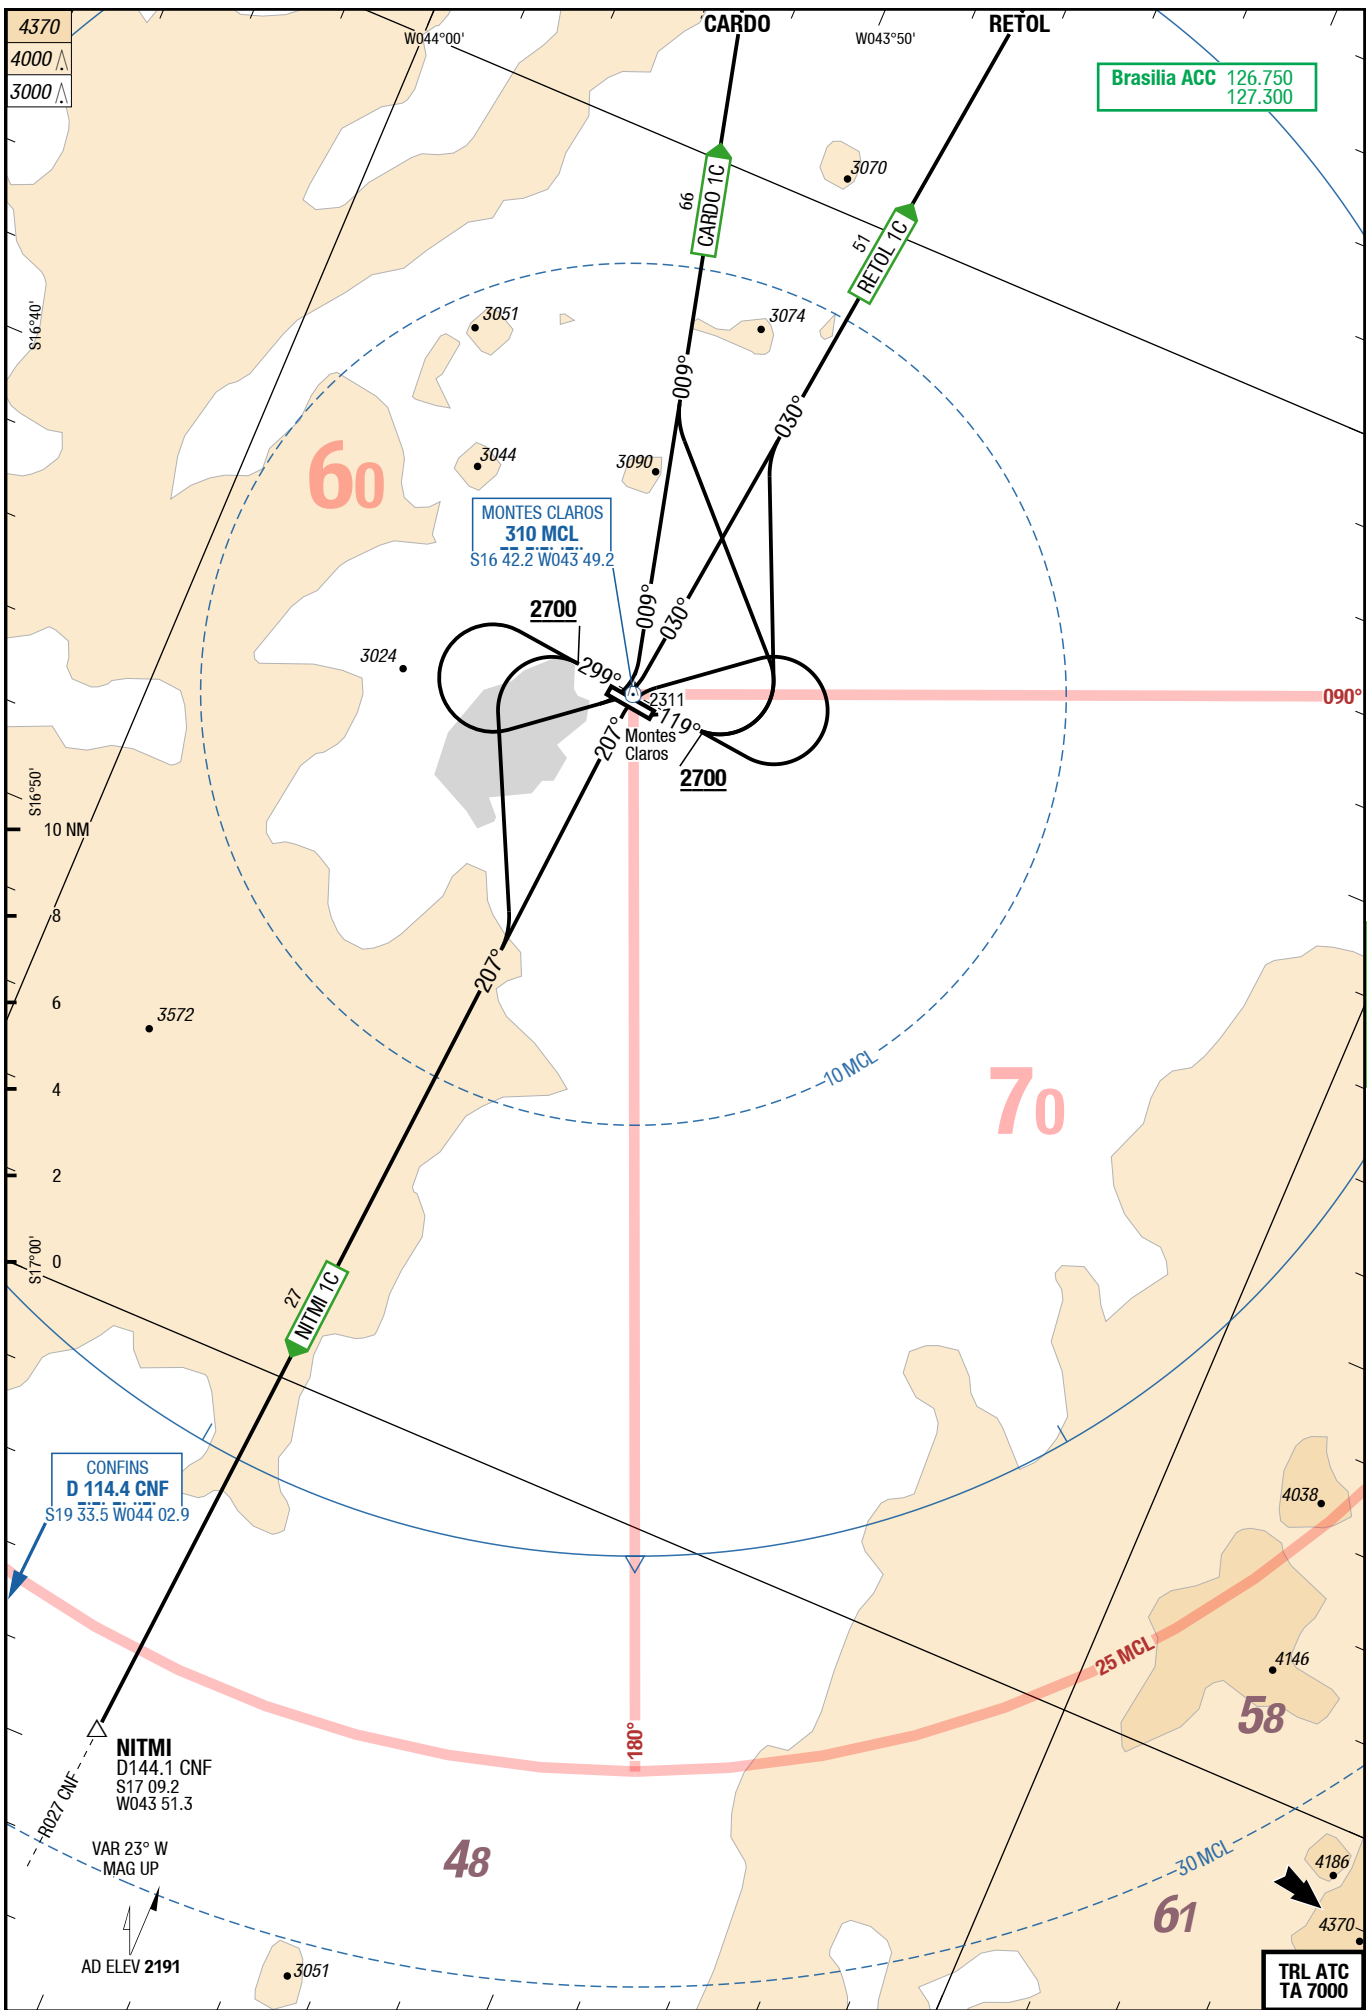 4370
4000
3000
W044°00'
CARDO
W043°50'
RETOL
Brasilia ACC 126.750
127.300
3070
66
CARDO 1C
51
RETOL 1C
S16°40'
3051
3074
009°
030°
60
3044
3090
MONTES CLAROS
310 MCL
S16 42.2 W043 49.2
2700
009°
030°
3024
299°
2311
090°
119°
207°
Montes
Claros
2700
S16°50'
10 NM
8
207°
6
3572
10 MCL
4
70
2
S17°00'
0
27
NITMI 1C
CONFINS
D 114.4 CNF
S19 33.5 W044 02.9
4038
25 MCL
4146
58
180°
NITMI
D144.1 CNF
S17 09.2
W043 51.3
R027 CNF
VAR 23° W
MAG UP
48
30 MCL
4186
61
4370
AD ELEV 2191
3051
TRL ATC
TA 7000